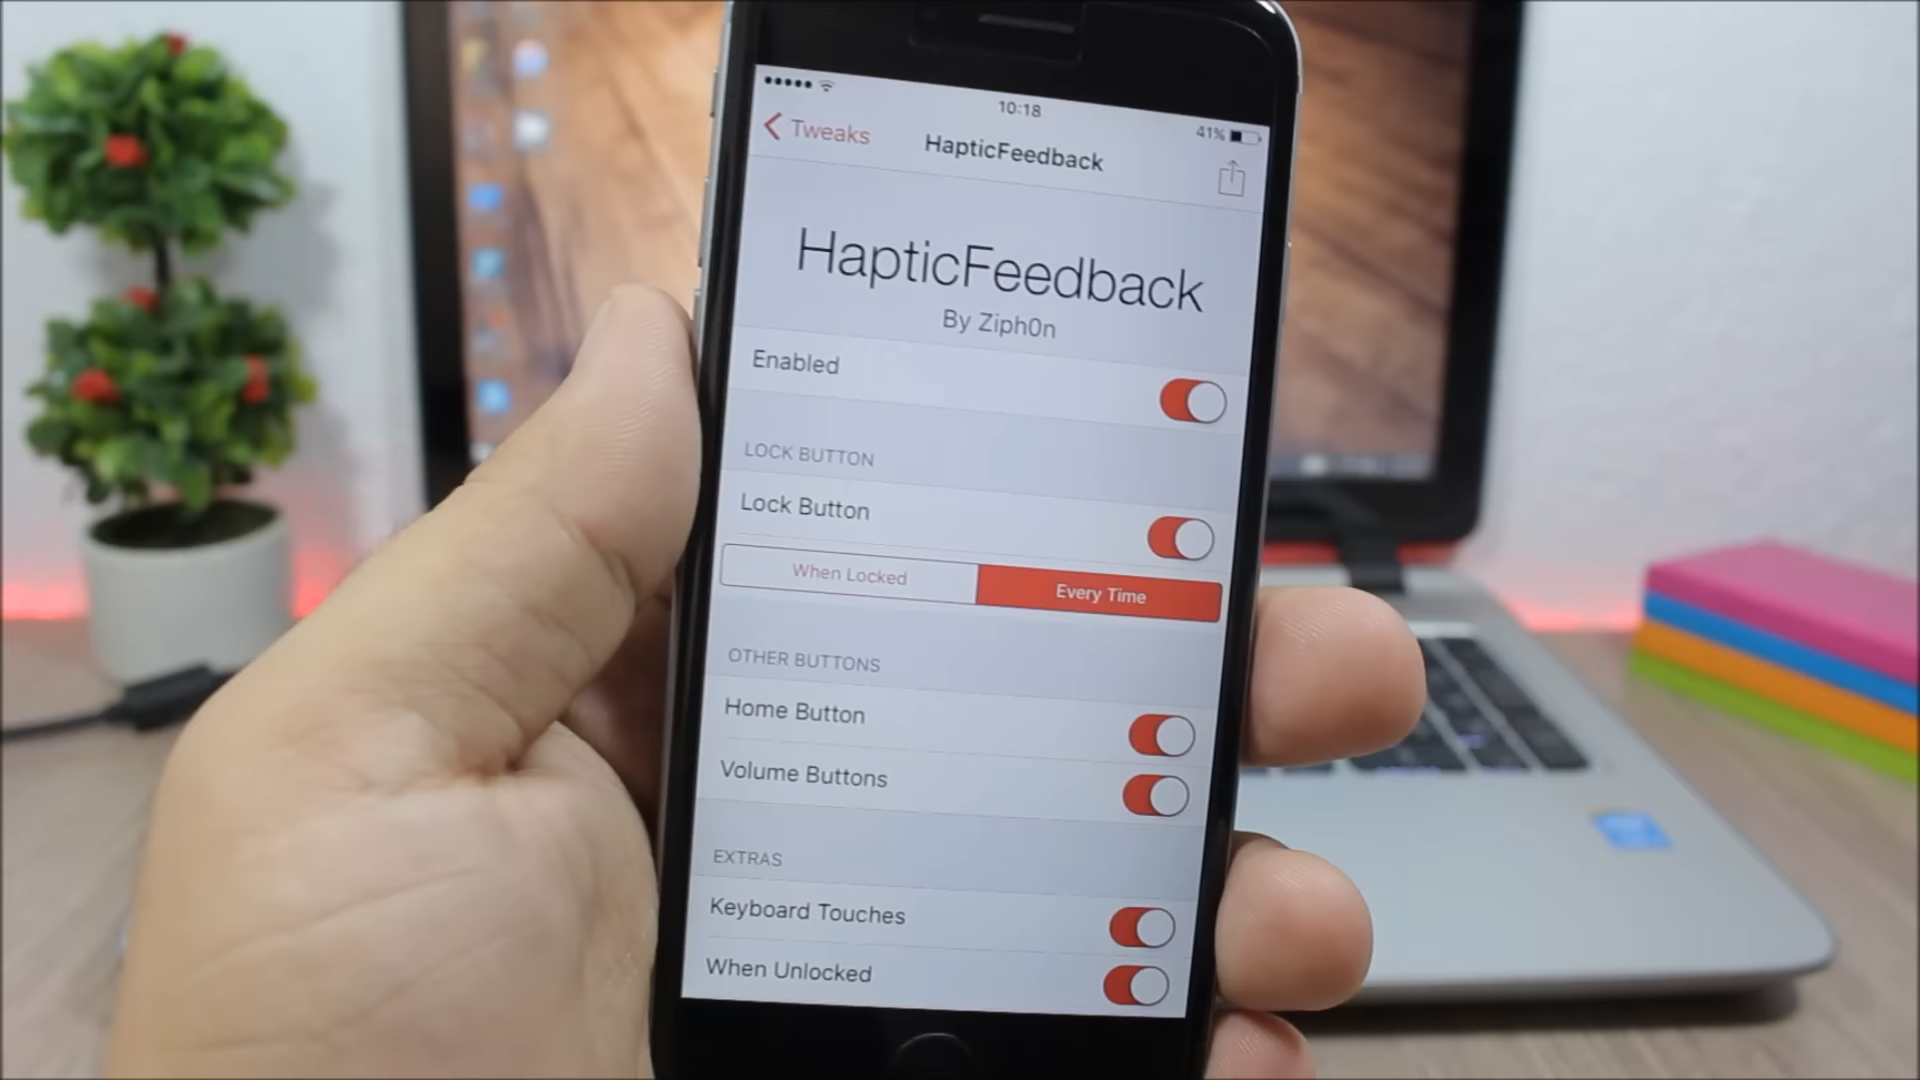 10:18
41%
Tweaks
HapticFeedback
HapticFeedback
By Ziph0n
Enabled
LOCK BUTTON
Lock Button
When Locked
Every Time
OTHER BUTTONS
Home Button
Volume Buttons
EXTRAS
Keyboard Touches
When Unlocked